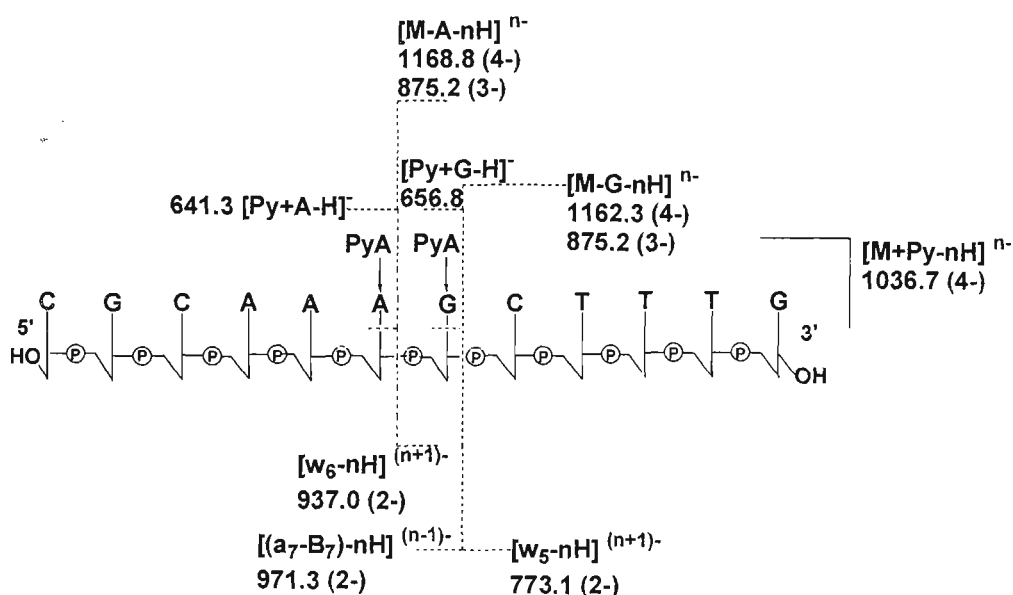 [M-A-nH] n-
1168.8 (4-)
875.2 (3-)
[Py+G-H]-
656.8
[M-G-nH] n-
1162.3 (4-)
875.2 (3-)
641.3 [Py+A-H]-
[M+Py-nH] n-
1036.7 (4-)
PyA PyA
C G C A A A A G C T T T G
5' 3'
HO P P P P P P P P P P P OH
[w6-nH] (n+1)-
937.0 (2-)
[(a7-B7)-nH] (n-1)-
971.3 (2-)
[w5-nH] (n+1)-
773.1 (2-)